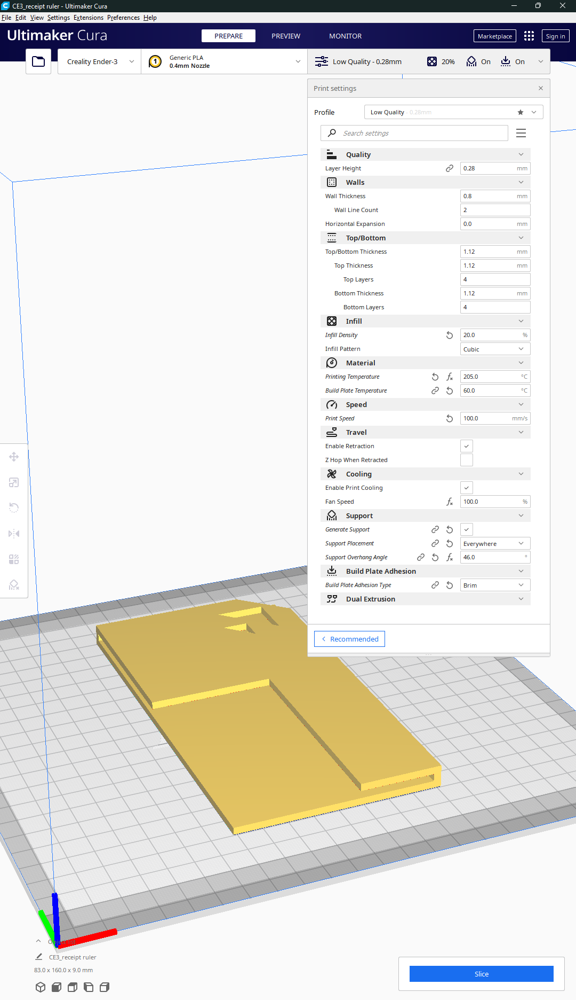 CE3_receipt ruler - Ultimaker Cura
File Edit View Settings Extensions Preferences Help
Ultimaker Cura
PREPARE PREVIEW MONITOR
Marketplace Sign in
Creality Ender-3
1 Generic PLA
0.4mm Nozzle
Low Quality - 0.28mm 20% On On
Print settings
Profile Low Quality - 0.28mm
Search settings
Quality
Layer Height 0.28 mm
Walls
Wall Thickness 0.8 mm
Wall Line Count 2
Horizontal Expansion 0.0 mm
Top/Bottom
Top/Bottom Thickness 1.12 mm
Top Thickness 1.12 mm
Top Layers 4
Bottom Thickness 1.12 mm
Bottom Layers 4
Infill
Infill Density 20.0 %
Infill Pattern Cubic
Material
Printing Temperature 205.0 °C
Build Plate Temperature 60.0 °C
Speed
Print Speed 100.0 mm/s
Travel
Enable Retraction
Z Hop When Retracted
Cooling
Enable Print Cooling
Fan Speed 100.0 %
Support
Generate Support
Support Placement Everywhere
Support Overhang Angle 46.0 °
Build Plate Adhesion
Build Plate Adhesion Type Brim
Dual Extrusion
Recommended
Object list
CE3_receipt ruler
83.0 x 160.0 x 9.0 mm
Slice